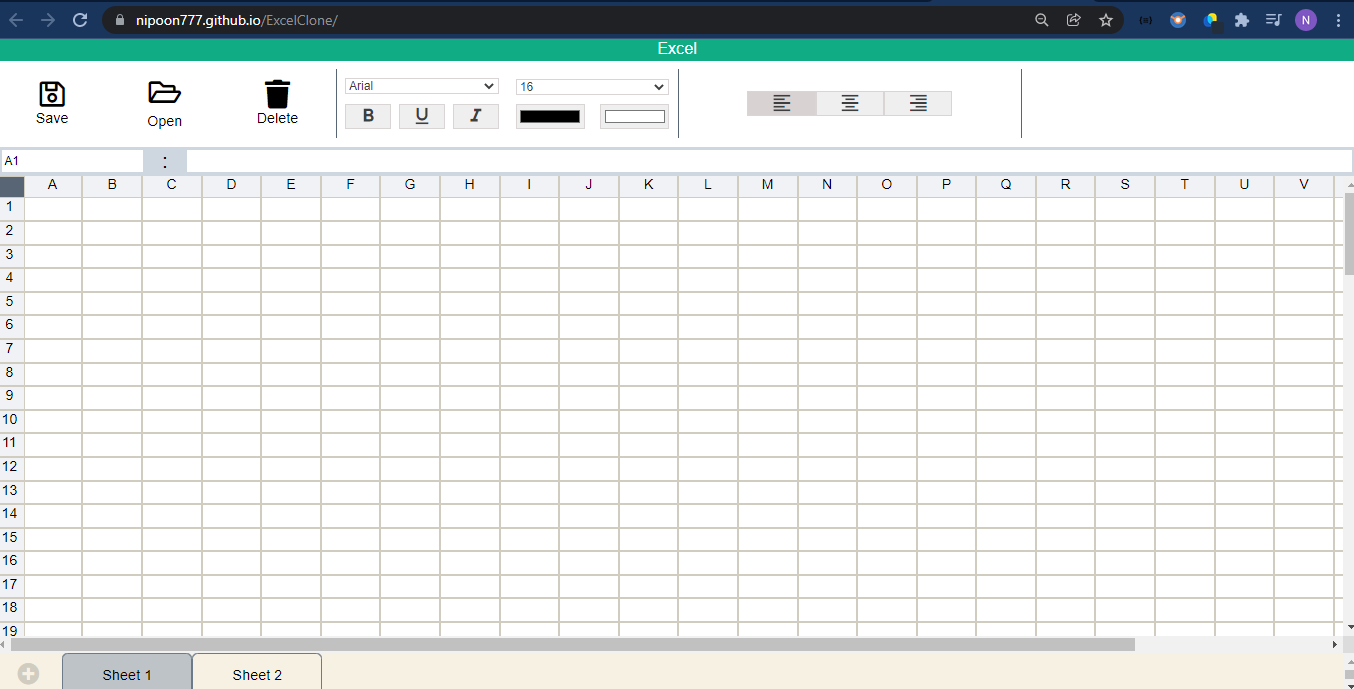 nipoon777.github.io/ExcelClone/
N
Excel
Save Open Delete
Arial 16
B U I
A1 :
A B C D E F G H I J K L M N O P Q R S T U V
1
2
3
4
5
6
7
8
9
10
11
12
13
14
15
16
17
18
19
Sheet 1 Sheet 2